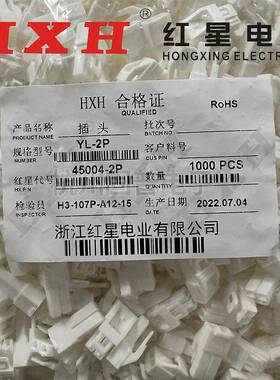 HXH 红星电
HONGXING ELECTR
HXH 合格证 RoHS
QUALIFIED
产品名称 插头 批次号
NAME BATCH NO
规格型号 YL-2P 客户料号
NUMBER CUS P/N
红星型号 45004-2P 数量 1000 PCS
HX P/N QUANTITY
检验员 H3-107P-A12-15 生产日期 2022.07.04
INSPECTOR DATE
浙江红星电业有限公司